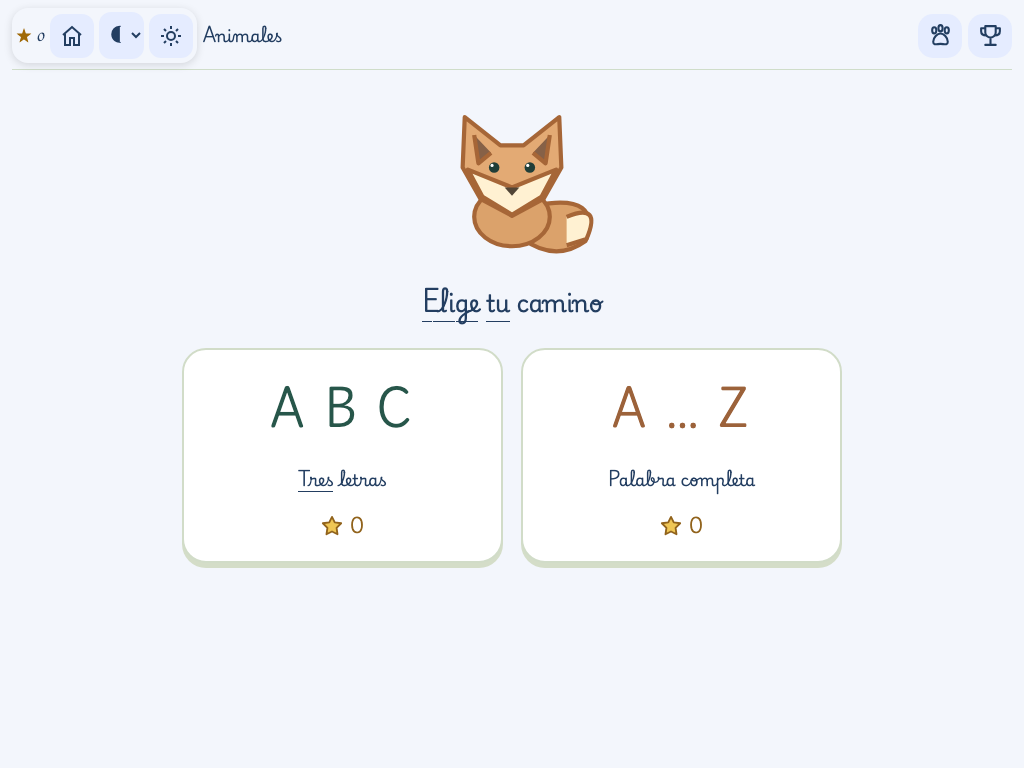 0
Animales
Elige tu camino
A B C
Tres letras
0
A ... Z
Palabra completa
0